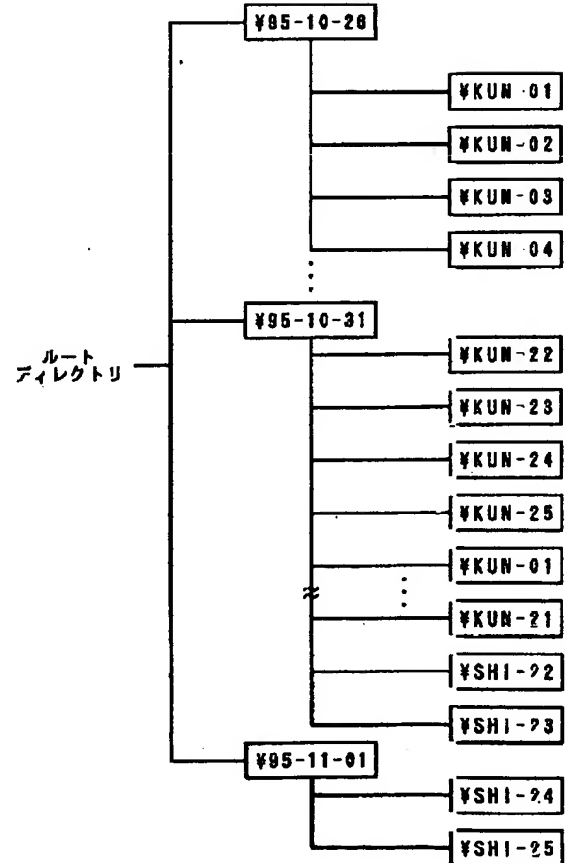 ¥95-10-26
¥KUN-01
¥KUN-02
¥KUN-03
¥KUN-04
¥95-10-31
ルート
ディレクトリ
¥KUN-22
¥KUN-23
¥KUN-24
¥KUN-25
¥KUN-01
¥KUN-21
¥SHI-22
¥SHI-23
¥95-11-01
¥SHI-24
¥SHI-25